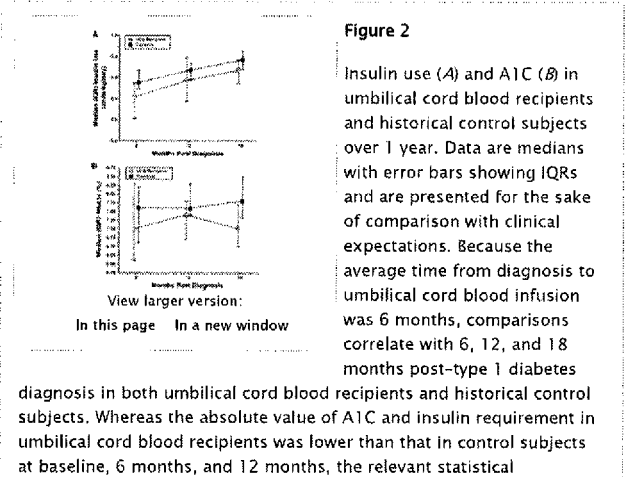 Figure 2
Insulin use (A) and A1C (B) in
umbilical cord blood recipients
and historical control subjects
over 1 year. Data are medians
with error bars showing IQRs
and are presented for the sake
of comparison with clinical
expectations. Because the
average time from diagnosis to
umbilical cord blood infusion
was 6 months, comparisons
correlate with 6, 12, and 18
months post-type 1 diabetes
diagnosis in both umbilical cord blood recipients and historical control
subjects. Whereas the absolute value of A1C and insulin requirement in
umbilical cord blood recipients was lower than that in control subjects
at baseline, 6 months, and 12 months, the relevant statistical
A
Months Post Diagnosis
B
Months Post Diagnosis
View larger version:
In this page In a new window